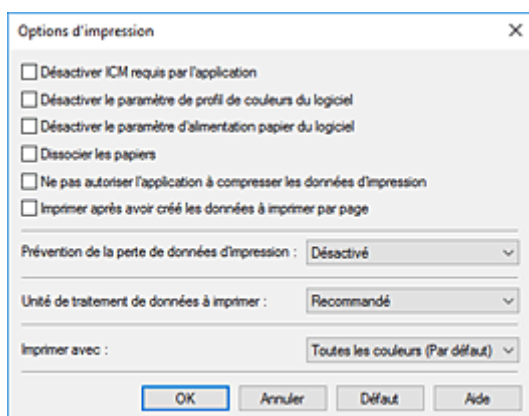 Options d'impression
Désactiver ICM requis par l'application
Désactiver le paramètre de profil de couleurs du logiciel
Désactiver le paramètre d'alimentation papier du logiciel
Dissocier les papiers
Ne pas autoriser l'application à compresser les données d'impression
Imprimer après avoir créé les données à imprimer par page
Prévention de la perte de données d'impression : Désactivé
Unité de traitement de données à imprimer : Recommandé
Imprimer avec : Toutes les couleurs (Par défaut)
OK Annuler Défaut Aide